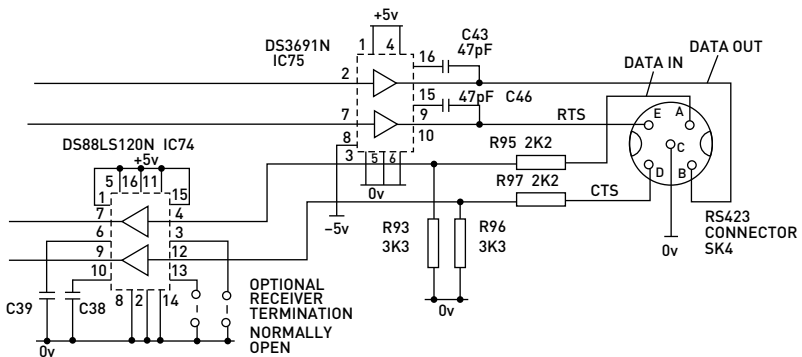 +5v
DS3691N
IC75
1 4
16
C43
47pF
DATA OUT
DATA IN
2
15
47pF C46
7
9
10
RTS
E A
C
D B
8
3
5 6
0v
-5v
R95 2K2
R97 2K2
CTS
RS423
CONNECTOR
SK4
0v
DS88LS120N IC74
+5v
5 16 11
1
15
7
4
6
3
9
12
10
13
8 2 14
C39
C38
0v
OPTIONAL
RECEIVER
TERMINATION
NORMALLY
OPEN
R93
3K3
R96
3K3
0v